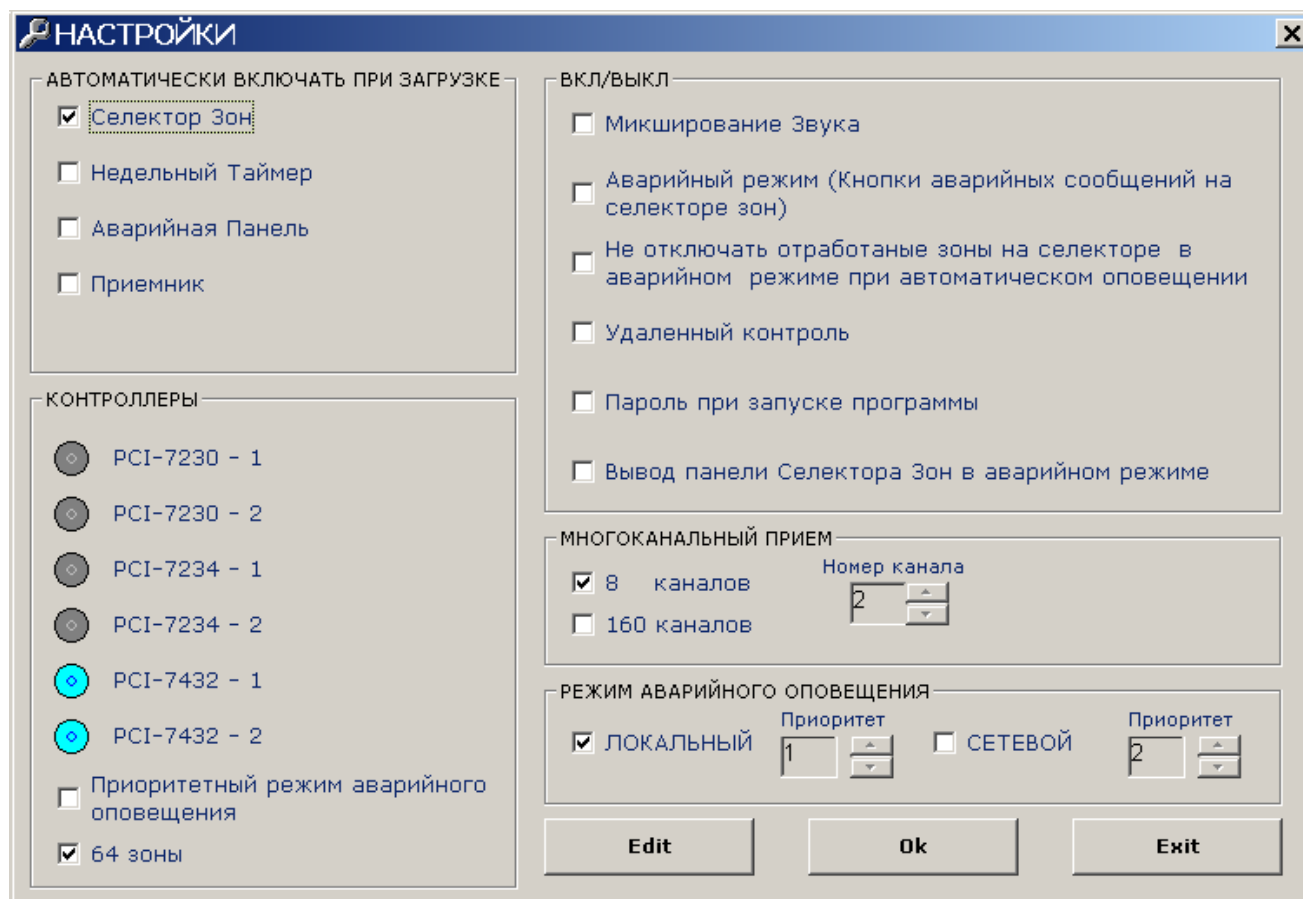 НАСТРОЙКИ
АВТОМАТИЧЕСКИ ВКЛЮЧАТЬ ПРИ ЗАГРУЗКЕ
Селектор Зон
Недельный Таймер
Аварийная Панель
Приемник
КОНТРОЛЛЕРЫ
PCI-7230 - 1
PCI-7230 - 2
PCI-7234 - 1
PCI-7234 - 2
PCI-7432 - 1
PCI-7432 - 2
Приоритетный режим аварийного
оповещения
64 зоны
ВКЛ/ВЫКЛ
Микширование Звука
Аварийный режим (Кнопки аварийных сообщений на
селекторе зон)
Не отключать отработаные зоны на селекторе в
аварийном режиме при автоматическом оповещении
Удаленный контроль
Пароль при запуске программы
Вывод панели Селектора Зон в аварийном режиме
МНОГОКАНАЛЬНЫЙ ПРИЕМ
8 каналов
160 каналов
Номер канала
2
РЕЖИМ АВАРИЙНОГО ОПОВЕЩЕНИЯ
ЛОКАЛЬНЫЙ
Приоритет
1
СЕТЕВОЙ
Приоритет
2
Edit
Ok
Exit